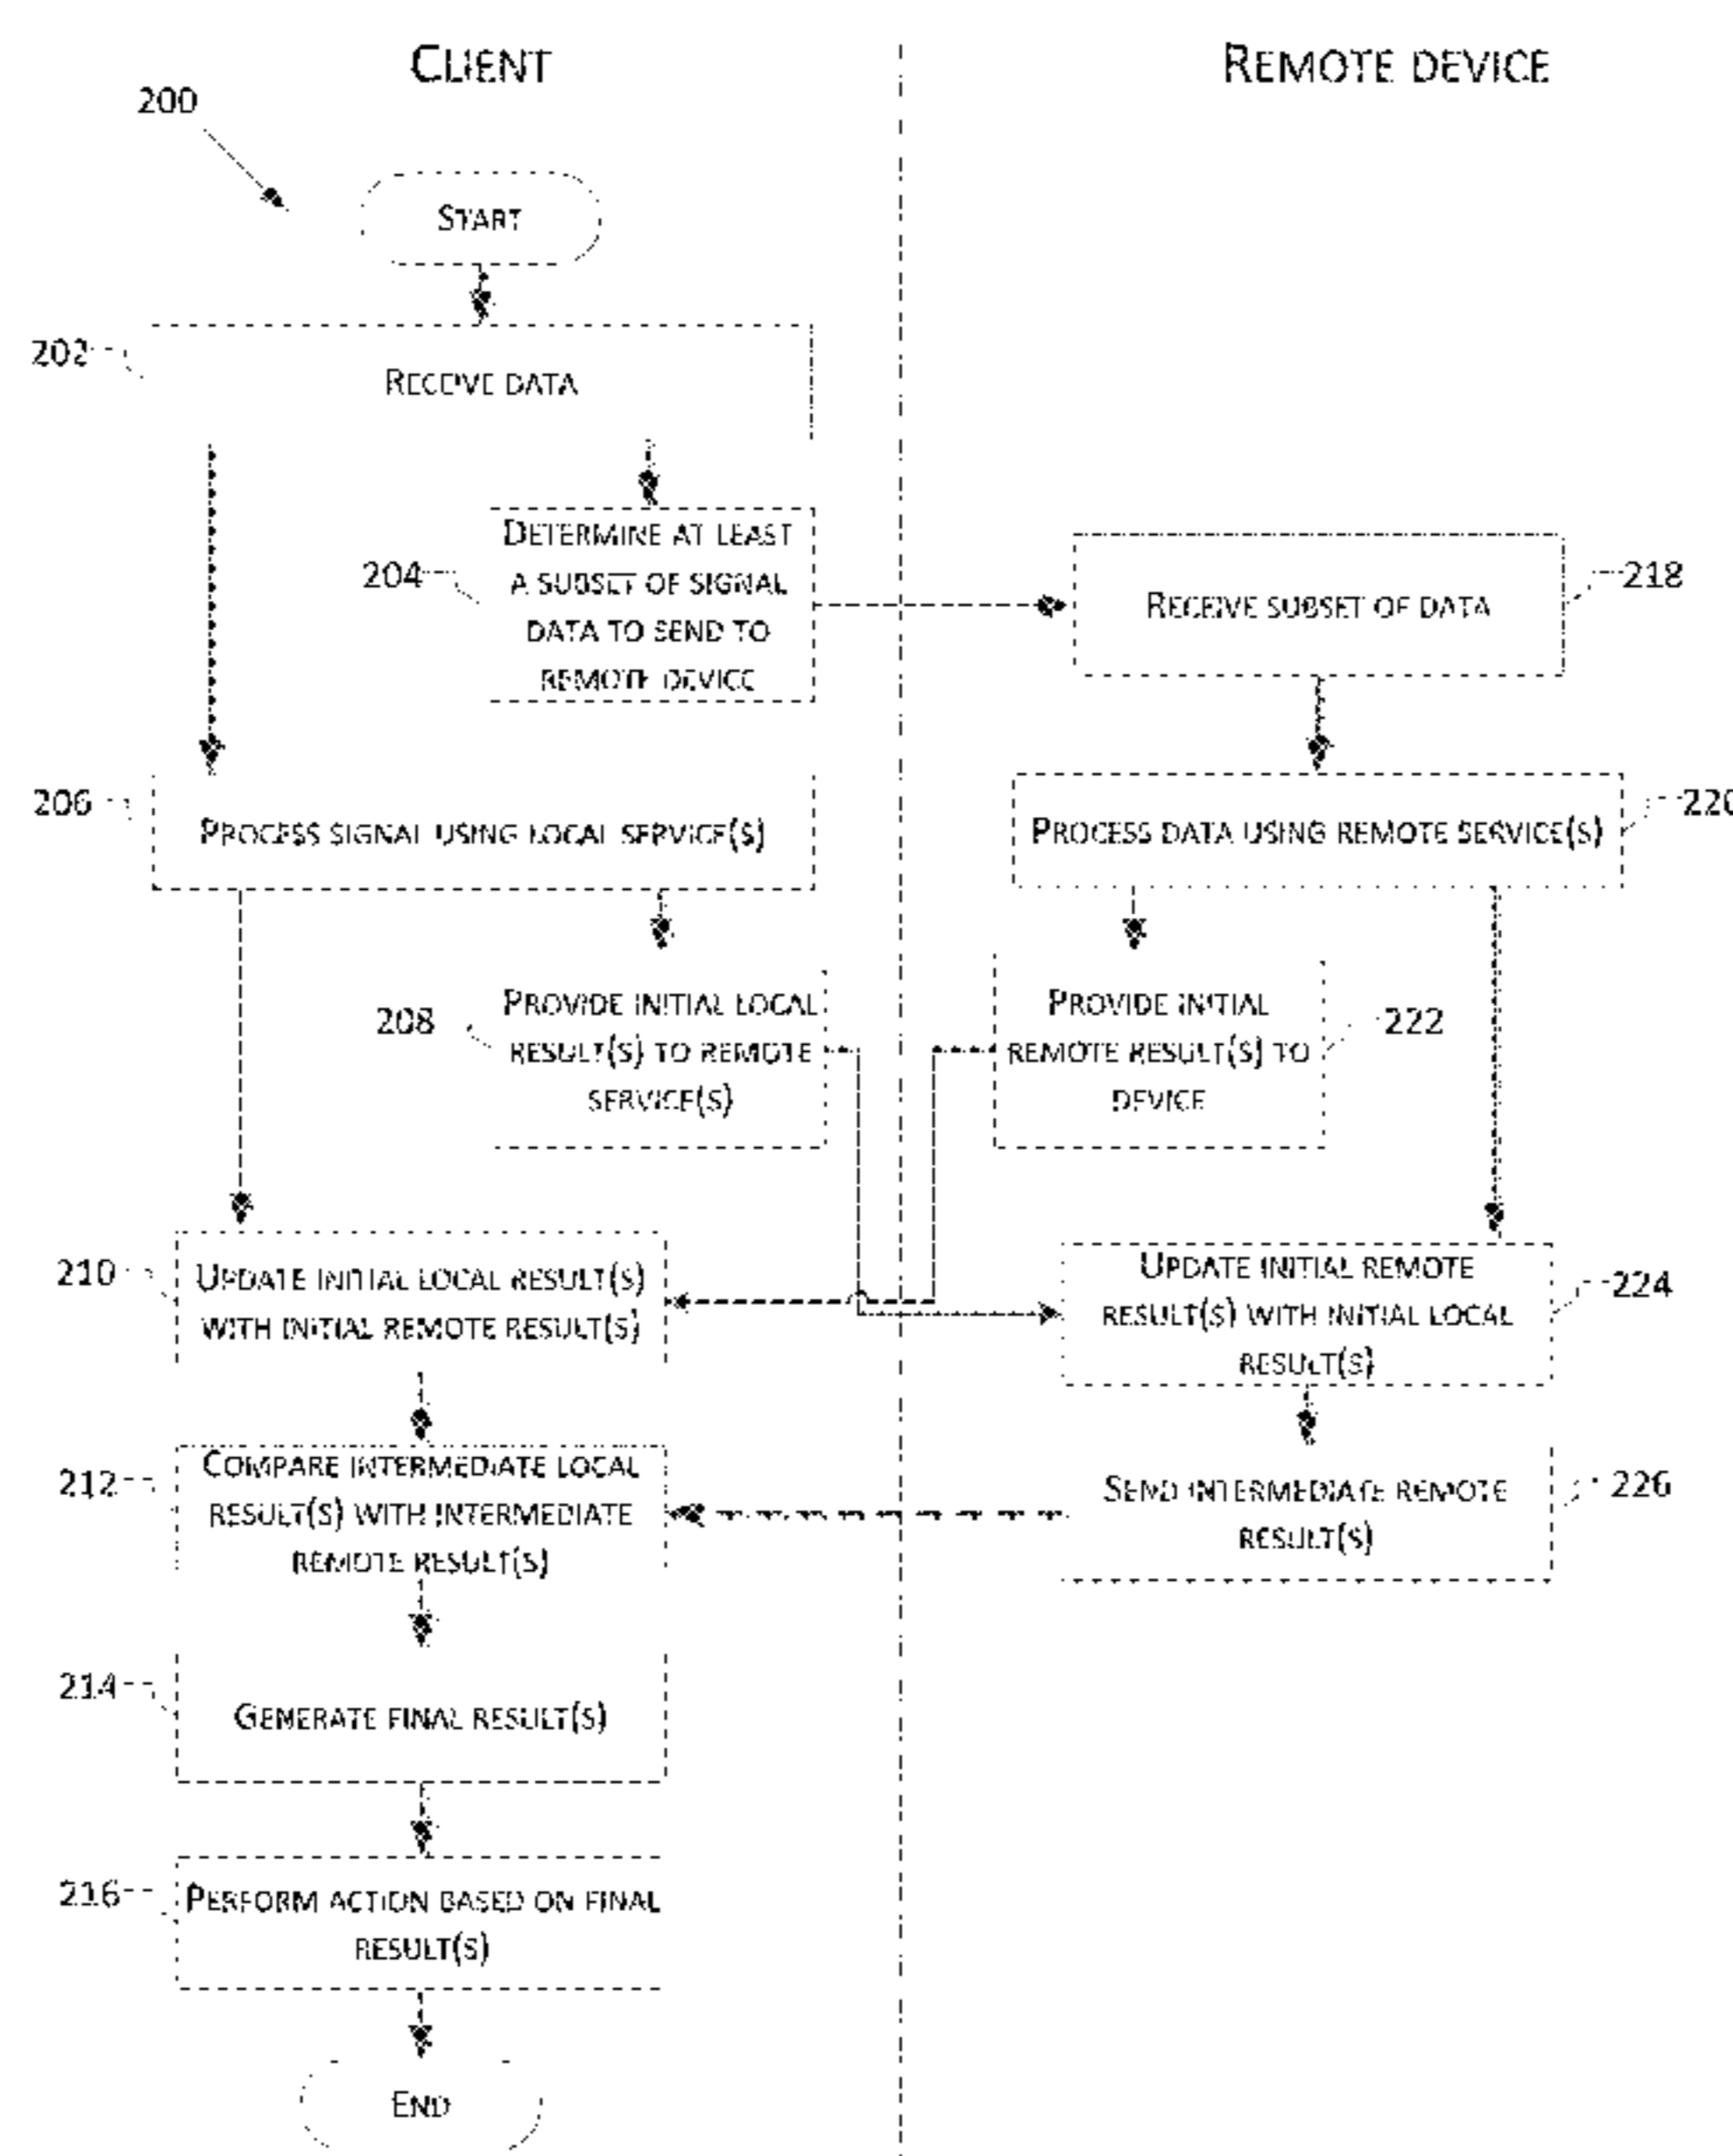 CLIENT
REMOTE DEVICE
200
START
202
RECEIVE DATA
204
DETERMINE AT LEAST
A SUBSET OF SIGNAL
DATA TO SEND TO
REMOTE DEVICE
RECEIVE SUBSET OF DATA
218
206
PROCESS SIGNAL USING LOCAL SERVICE(S)
PROCESS DATA USING REMOTE SERVICE(S)
220
208
PROVIDE INITIAL LOCAL
RESULT(S) TO REMOTE
SERVICE(S)
PROVIDE INITIAL
REMOTE RESULT(S) TO
DEVICE
222
210
UPDATE INITIAL LOCAL RESULT(S)
WITH INITIAL REMOTE RESULT(S)
UPDATE INITIAL REMOTE
RESULT(S) WITH INITIAL LOCAL
RESULT(S)
224
212
COMPARE INTERMEDIATE LOCAL
RESULT(S) WITH INTERMEDIATE
REMOTE RESULT(S)
SEND INTERMEDIATE REMOTE
RESULT(S)
226
214
GENERATE FINAL RESULT(S)
216
PERFORM ACTION BASED ON FINAL
RESULT(S)
END